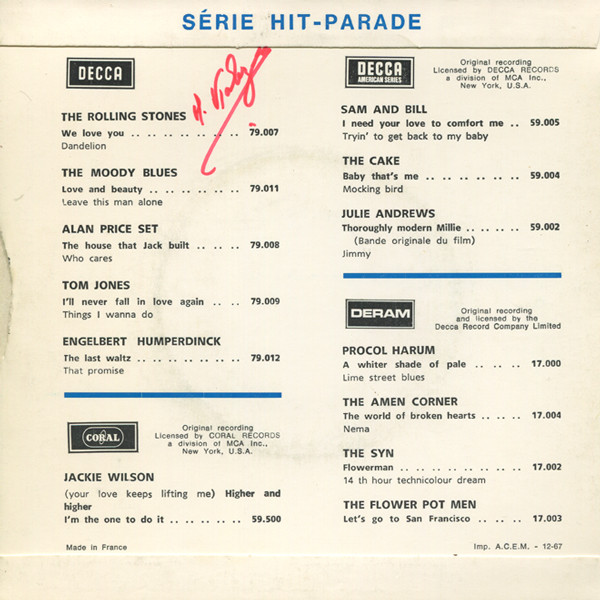 SÉRIE HIT-PARADE
DECCA
THE ROLLING STONES
We love you .. .. .. .. .. .. .. 79.007
Dandelion
THE MOODY BLUES
Love and beauty .. .. .. .. .. .. 79.011
Leave this man alone
ALAN PRICE SET
The house that Jack built .. .. .. 79.008
Who cares
TOM JONES
I'll never fall in love again .. .. .. 79.009
Things I wanna do
ENGELBERT HUMPERDINCK
The last waltz .. .. .. .. .. .. .. 79.012
That promise
CORAL
Original recording
Licensed by CORAL RECORDS
a division of MCA Inc.,
New York, U.S.A.
JACKIE WILSON
(your love keeps lifting me) Higher and
higher
I'm the one to do it .. .. .. .. .. 59.500
Made in France
DECCA
AMERICAN SERIES
Original recording
Licensed by DECCA RECORDS
a division of MCA Inc.,
New York, U.S.A.
SAM AND BILL
I need your love to comfort me .. 59.005
Tryin' to get back to my baby
THE CAKE
Baby that's me .. .. .. .. .. .. 59.004
Mocking bird
JULIE ANDREWS
Thoroughly modern Millie .. .. .. 59.002
(Bande originale du film)
Jimmy
DERAM
Original recording
and licensed by the
Decca Record Company Limited
PROCOL HARUM
A whiter shade of pale .. .. .. 17.000
Lime street blues
THE AMEN CORNER
The world of broken hearts .. .. .. 17.004
Nema
THE SYN
Flowerman .. .. .. .. .. .. .. .. 17.002
14 th hour technicolour dream
THE FLOWER POT MEN
Let's go to San Francisco .. .. .. 17.003
Imp. A.C.E.M. - 12-67